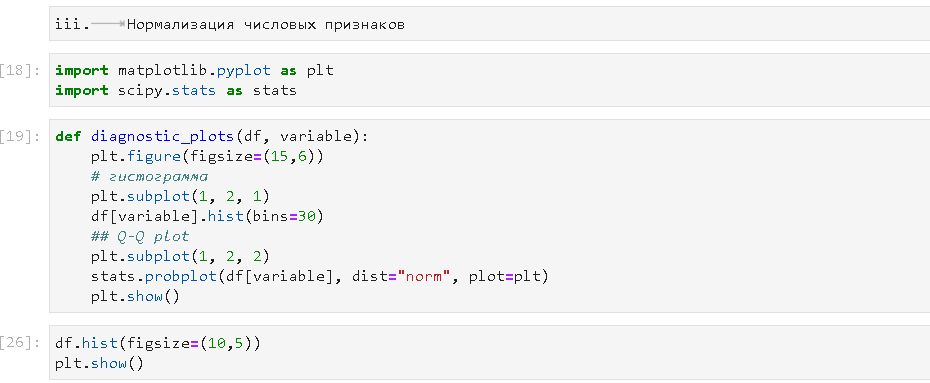 iii. Нормализация числовых признаков
[18]:
import matplotlib.pyplot as plt
import scipy.stats as stats
[19]:
def diagnostic_plots(df, variable):
    plt.figure(figsize=(15,6))
    # гистограмма
    plt.subplot(1, 2, 1)
    df[variable].hist(bins=30)
    ## Q-Q plot
    plt.subplot(1, 2, 2)
    stats.probplot(df[variable], dist="norm", plot=plt)
    plt.show()
[26]:
df.hist(figsize=(10,5))
plt.show()